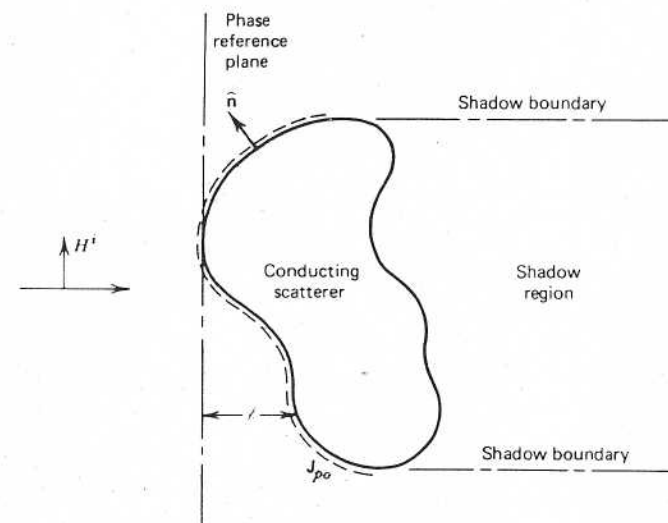 Phase
reference
plane
n̂
Shadow boundary
H^i
Conducting
scatterer
Shadow
region
ℓ
J_po
Shadow boundary